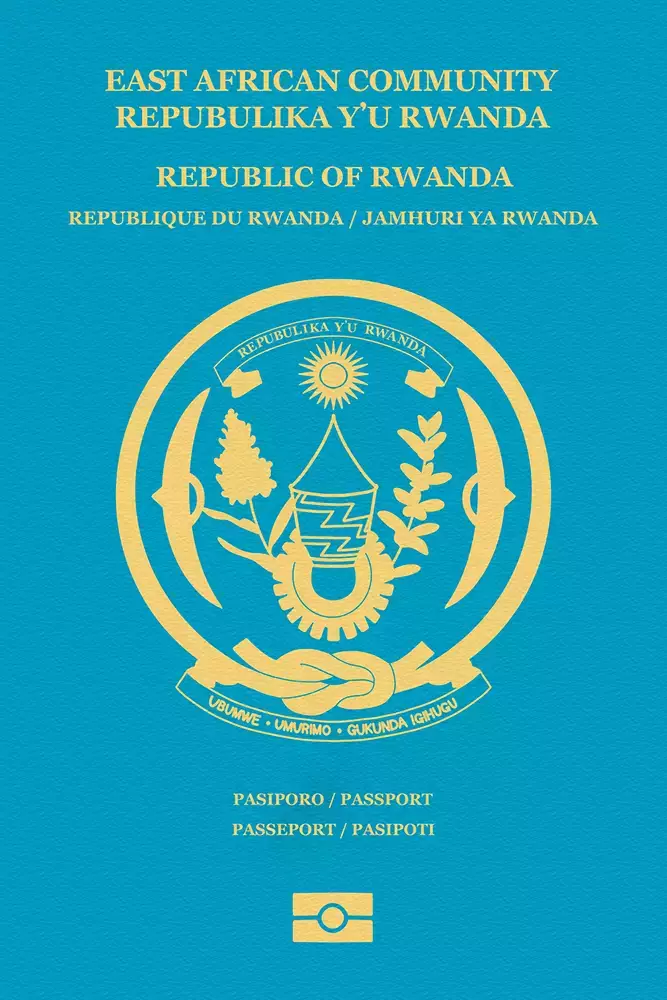 EAST AFRICAN COMMUNITY
REPUBULIKA Y’U RWANDA
REPUBLIC OF RWANDA
REPUBLIQUE DU RWANDA / JAMHURI YA RWANDA
REPUBULIKA Y'U RWANDA
UBUMWE • UMURIMO • GUKUNDA IGIHUGU
PASIPORO / PASSPORT
PASSEPORT / PASIPOTI